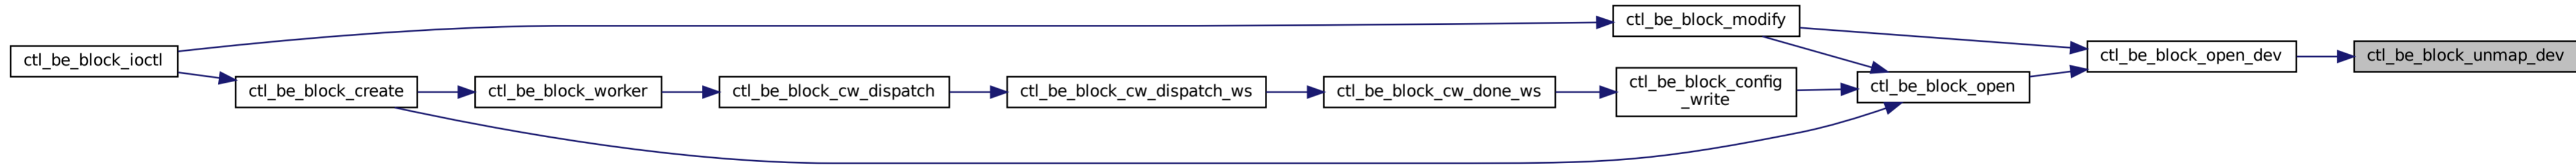 ctl_be_block_ioctl
ctl_be_block_create
ctl_be_block_worker
ctl_be_block_cw_dispatch
ctl_be_block_cw_dispatch_ws
ctl_be_block_cw_done_ws
ctl_be_block_modify
ctl_be_block_config
_write
ctl_be_block_open
ctl_be_block_open_dev
ctl_be_block_unmap_dev